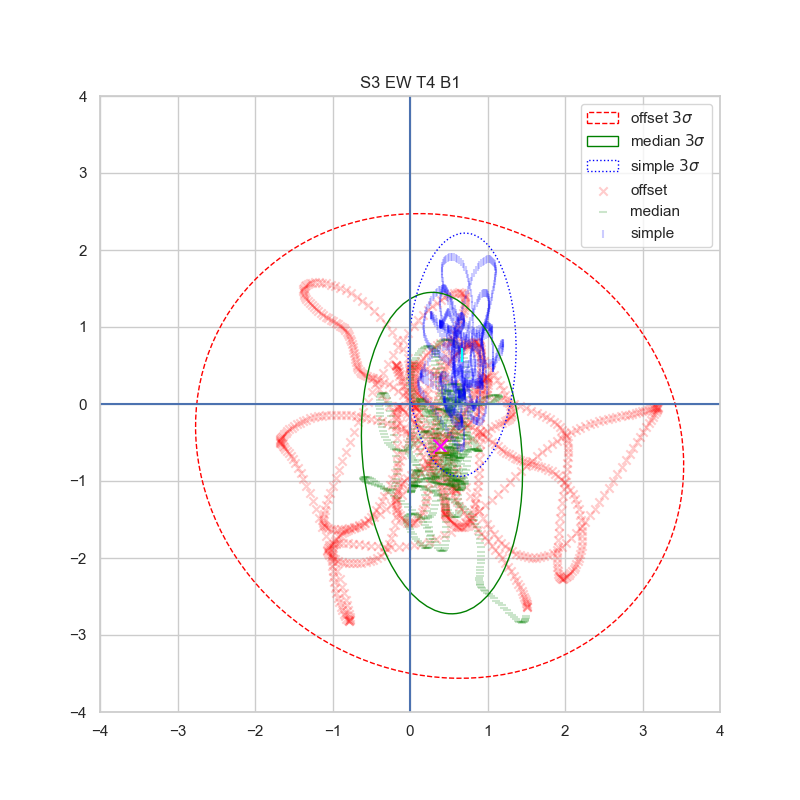 S3 EW T4 B1
offset 3σ
median 3σ
simple 3σ
offset
median
simple
4
3
2
1
0
−1
−2
−3
−4
−4 −3 −2 −1 0 1 2 3 4